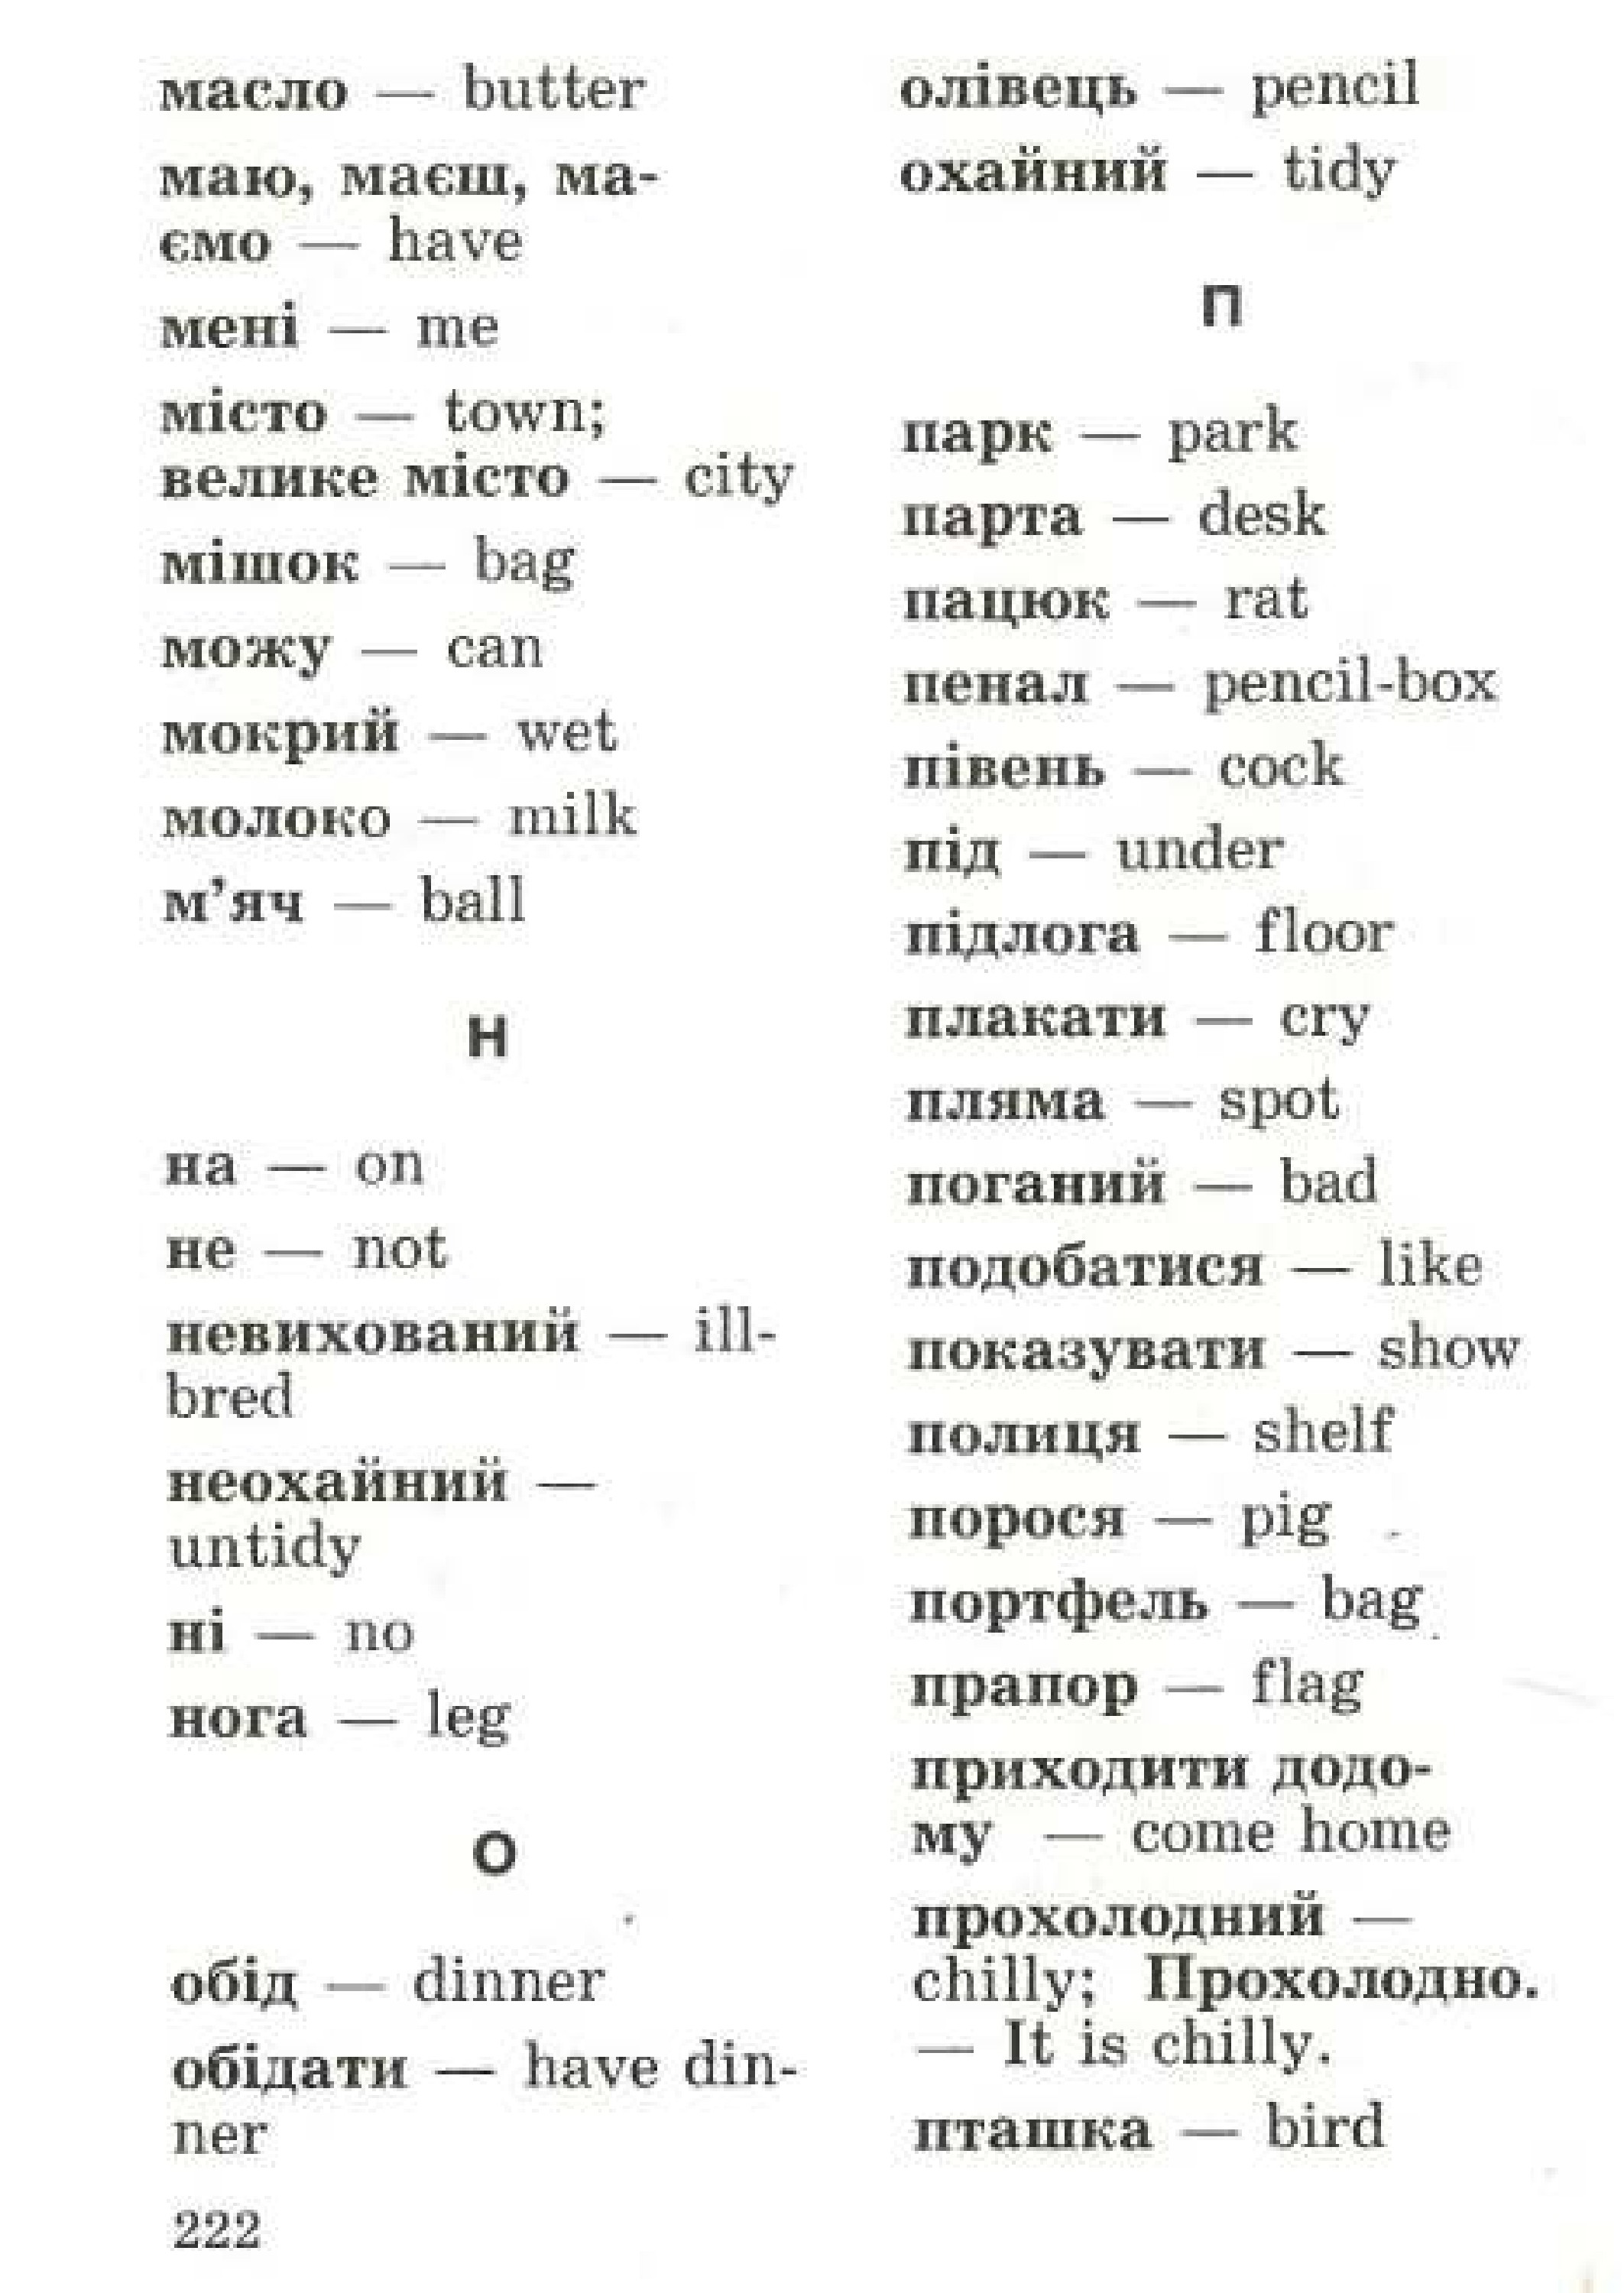 масло — butter
маю, маєш, ма-
ємо — have
мені — me
місто — town;
велике місто — city
мішок — bag
можу — can
мокрий — wet
молоко — milk
м’яч — ball
Н
на — on
не — not
невихований — ill-
bred
неохайний —
untidy
ні — no
нога — leg
О
обід — dinner
обідати — have din-
ner
222
олівець — pencil
охайний — tidy
П
парк — park
парта — desk
пацюк — rat
пенал — pencil-box
півень — cock
під — under
підлога — floor
плакати — cry
пляма — spot
поганий — bad
подобатися — like
показувати — show
полиця — shelf
порося — pig
портфель — bag
прапор — flag
приходити додо-
му — come home
прохолодний —
chilly; Прохолодно.
— It is chilly.
пташка — bird